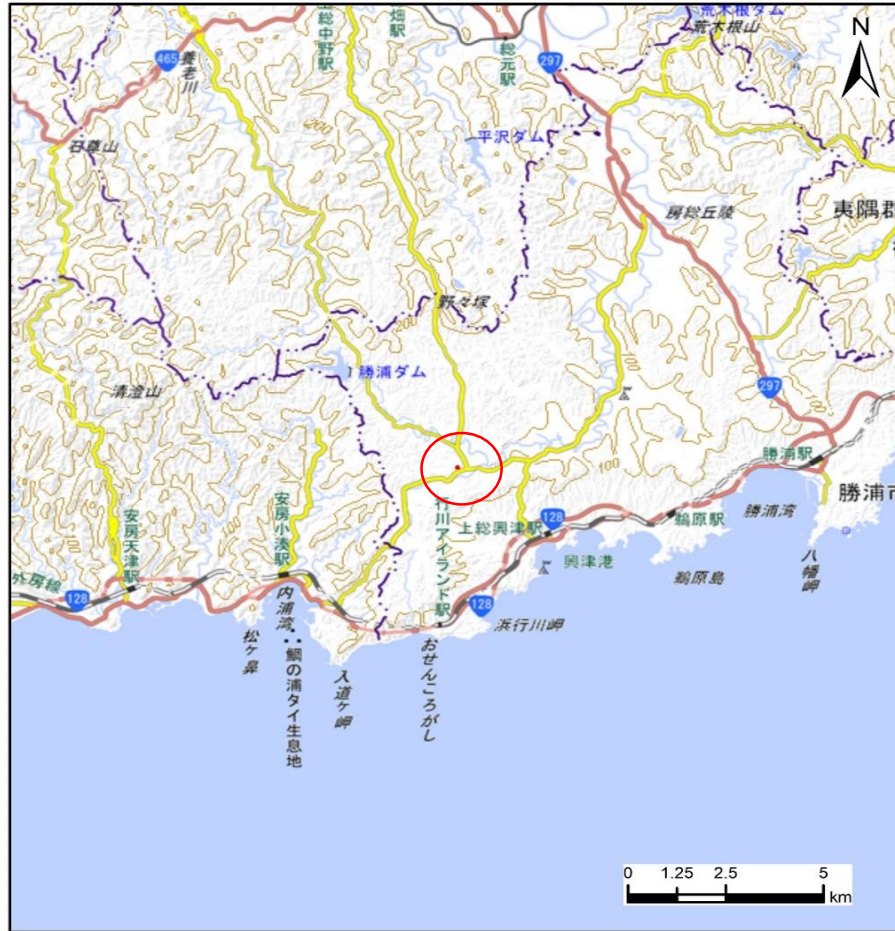 荒木根ダム
荒木根山
N
465
養老川
上総中野駅
畑駅
総元駅
297
石尊山
200
平沢ダム
房総丘陵
夷隅郡
野々塚
200
勝浦ダム
清澄山
297
100
勝浦駅
勝浦市
行川アイランド駅
安房天津駅
安房小湊駅
上総興津駅
128
鵜原駅
勝浦湾
八幡岬
外房線
128
興津港
鵜原島
128
内浦湾
浜行川岬
松ヶ鼻
鯛の浦タイ生息地
入道ヶ岬
おせんころがし
0 1.25 2.5 5
km